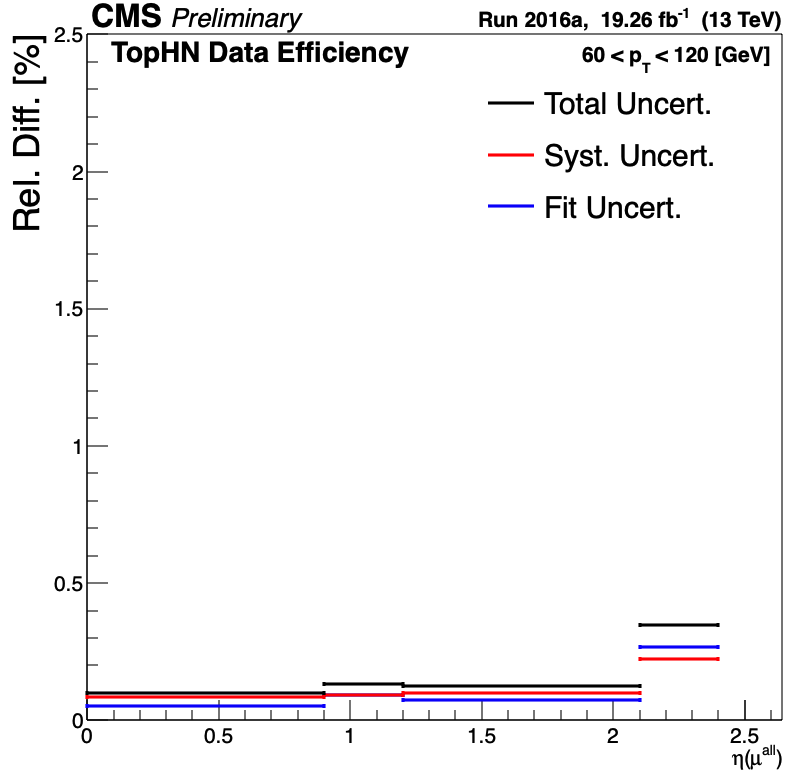 CMS Preliminary
Run 2016a, 19.26 fb⁻¹ (13 TeV)
TopHN Data Efficiency
60 < p_T < 120 [GeV]
Total Uncert.
Syst. Uncert.
Fit Uncert.
Rel. Diff. [%]
2.5
2
1.5
1
0.5
0
0 0.5 1 1.5 2 2.5
η(μ^all)